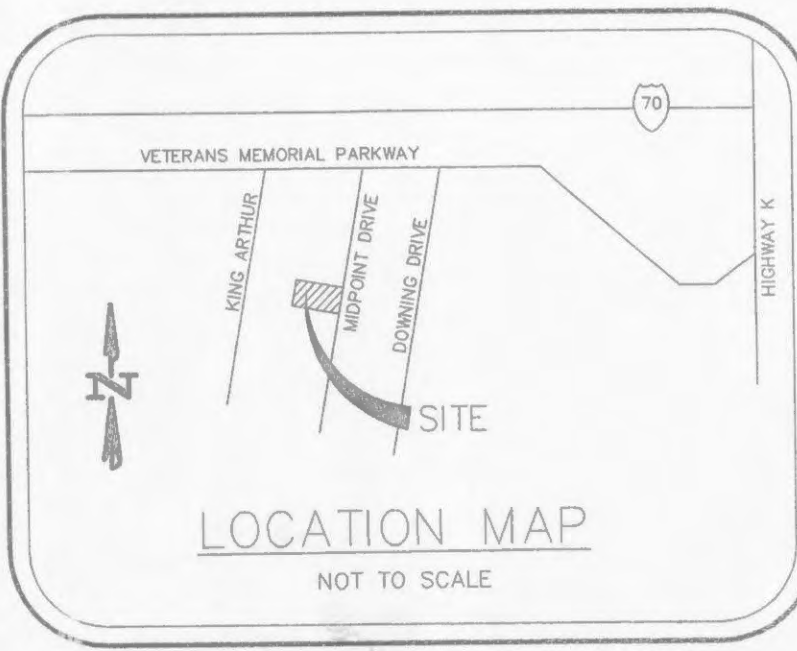 70
VETERANS MEMORIAL PARKWAY
KING ARTHUR
MIDPOINT DRIVE
DOWNING DRIVE
HIGHWAY K
N
SITE
LOCATION MAP
NOT TO SCALE